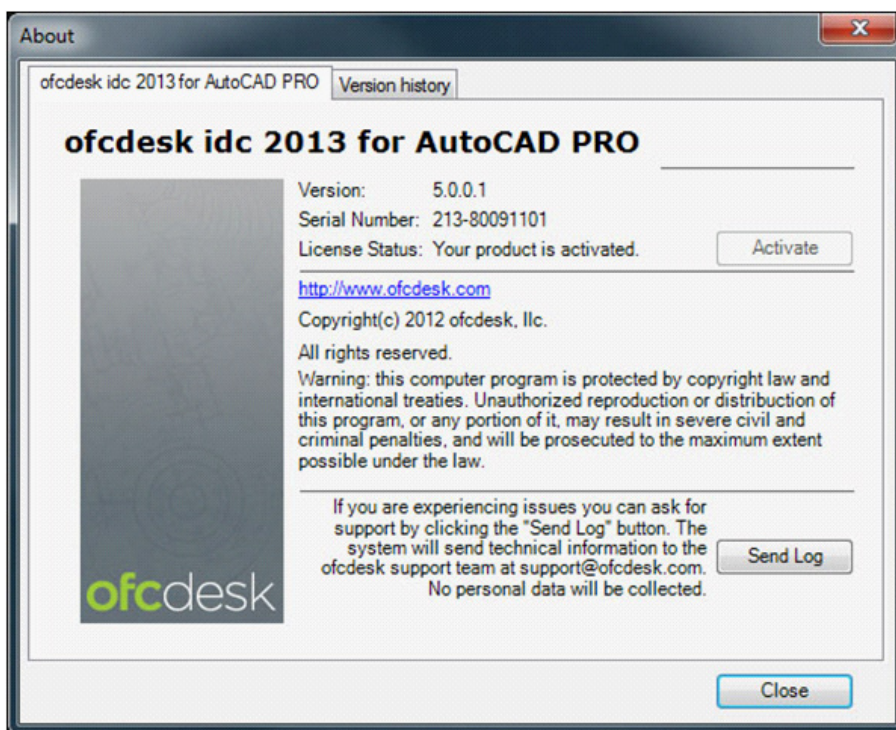 About
ofcdesk idc 2013 for AutoCAD PRO
Version history
ofcdesk idc 2013 for AutoCAD PRO
Version: 5.0.0.1
Serial Number: 213-80091101
License Status: Your product is activated.
Activate
http://www.ofcdesk.com
Copyright(c) 2012 ofcdesk, llc.
All rights reserved.
Warning: this computer program is protected by copyright law and
international treaties. Unauthorized reproduction or distribution of
this program, or any portion of it, may result in severe civil and
criminal penalties, and will be prosecuted to the maximum extent
possible under the law.
If you are experiencing issues you can ask for
support by clicking the "Send Log" button. The
system will send technical information to the
ofcdesk support team at support@ofcdesk.com.
No personal data will be collected.
Send Log
ofcdesk
Close